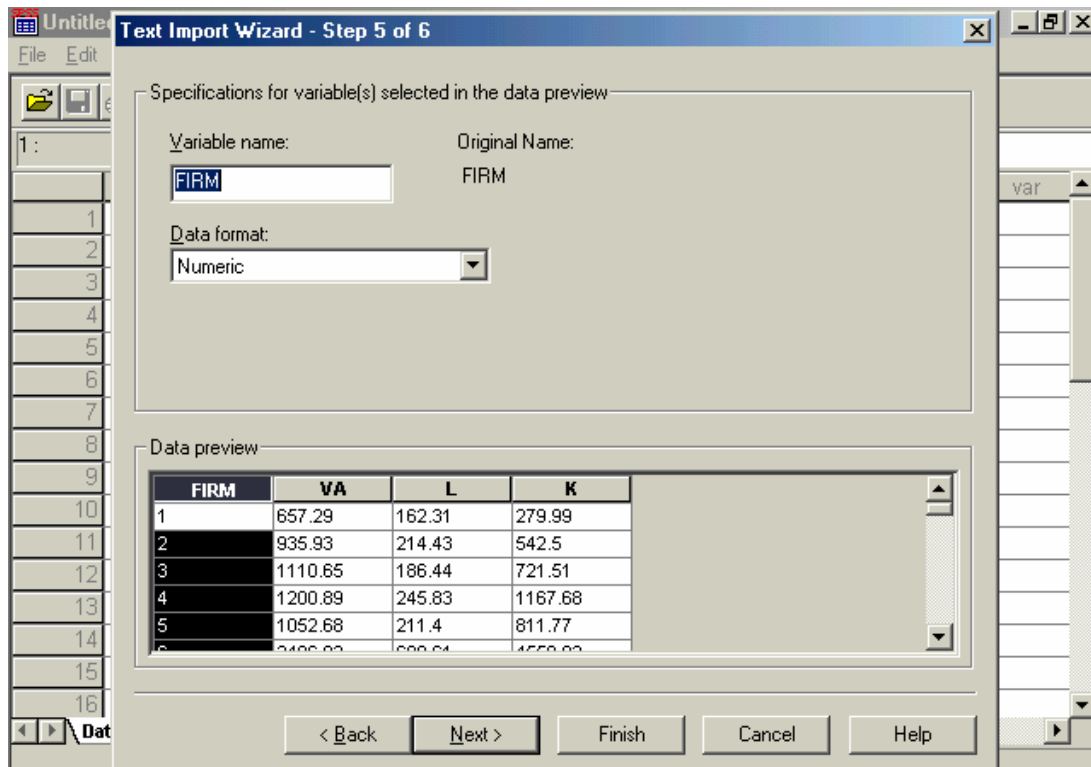 SPSS
Untitled
Text Import Wizard - Step 5 of 6
File Edit
Specifications for variable(s) selected in the data preview
1 :
Variable name:
Original Name:
FIRM
FIRM
var
Data format:
Numeric
1
2
3
4
5
6
7
8
9
10
11
12
13
14
15
16
Data preview
FIRM VA L K
1 657.29 162.31 279.99
2 935.93 214.43 542.5
3 1110.65 186.44 721.51
4 1200.89 245.83 1167.68
5 1052.68 211.4 811.77
Dat
< Back Next > Finish Cancel Help